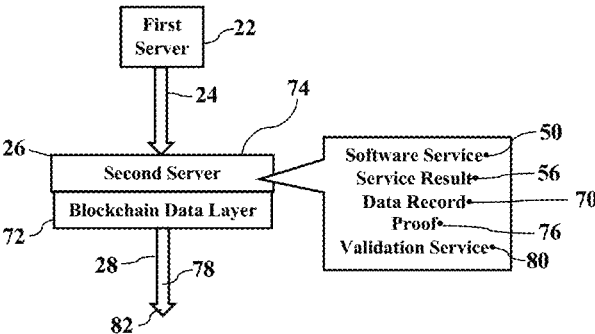 First
Server
22
24
74
26
Second Server
Blockchain Data Layer
72
28
78
82
Software Service
50
Service Result
56
Data Record
70
Proof
76
Validation Service
80